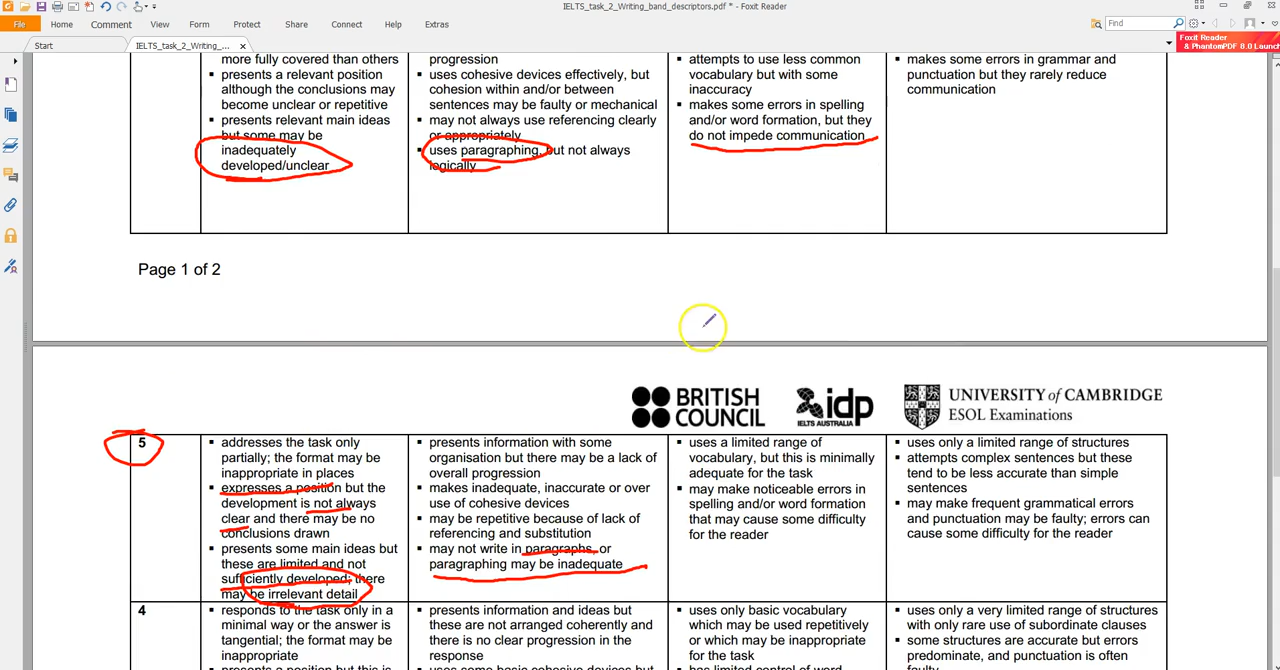 IELTS_task_2_Writing_band_descriptors.pdf * - Foxit Reader
File
Home
Comment
View
Form
Protect
Share
Connect
Help
Extras
Find
Start
IELTS_task_2_Writing_...
Foxit Reader
& PhantomPDF 8.0 Launch
more fully covered than others
▪ presents a relevant position
although the conclusions may
become unclear or repetitive
▪ presents relevant main ideas
but some may be
inadequately
developed/unclear
progression
▪ uses cohesive devices effectively, but
cohesion within and/or between
sentences may be faulty or mechanical
▪ may not always use referencing clearly
or appropriately
▪ uses paragraphing, but not always
logically
▪ attempts to use less common
vocabulary but with some
inaccuracy
▪ makes some errors in spelling
and/or word formation, but they
do not impede communication
▪ makes some errors in grammar and
punctuation but they rarely reduce
communication
Page 1 of 2
BRITISH
COUNCIL
idp
IELTS AUSTRALIA
UNIVERSITY of CAMBRIDGE
ESOL Examinations
5
▪ addresses the task only
partially; the format may be
inappropriate in places
▪ expresses a position but the
development is not always
clear and there may be no
conclusions drawn
▪ presents some main ideas but
these are limited and not
sufficiently developed; there
may be irrelevant detail
▪ presents information with some
organisation but there may be a lack of
overall progression
▪ makes inadequate, inaccurate or over
use of cohesive devices
▪ may be repetitive because of lack of
referencing and substitution
▪ may not write in paragraphs, or
paragraphing may be inadequate
▪ uses a limited range of
vocabulary, but this is minimally
adequate for the task
▪ may make noticeable errors in
spelling and/or word formation
that may cause some difficulty
for the reader
▪ uses only a limited range of structures
▪ attempts complex sentences but these
tend to be less accurate than simple
sentences
▪ may make frequent grammatical errors
and punctuation may be faulty; errors can
cause some difficulty for the reader
4
▪ responds to the task only in a
minimal way or the answer is
tangential; the format may be
inappropriate
▪ presents a position but this is
▪ presents information and ideas but
these are not arranged coherently and
there is no clear progression in the
response
▪ uses some basic cohesive devices but
▪ uses only basic vocabulary
which may be used repetitively
or which may be inappropriate
for the task
▪ has limited control of word
▪ uses only a very limited range of structures
with only rare use of subordinate clauses
▪ some structures are accurate but errors
predominate, and punctuation is often
faulty